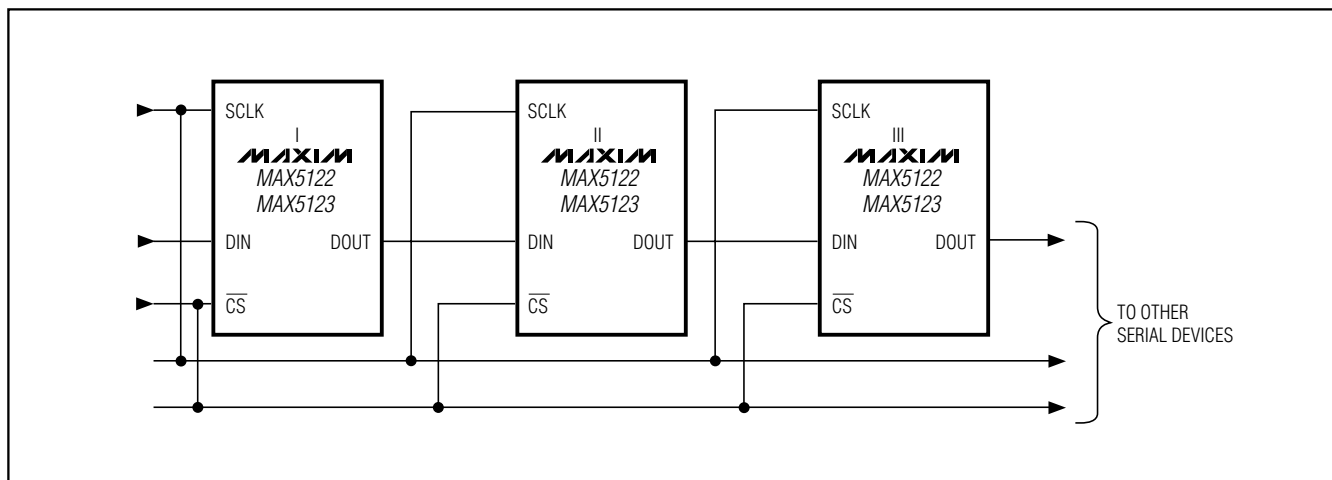 SCLK
I
MAXIM
MAX5122
MAX5123
DIN DOUT
CS
SCLK
II
MAXIM
MAX5122
MAX5123
DIN DOUT
CS
SCLK
III
MAXIM
MAX5122
MAX5123
DIN DOUT
CS
TO OTHER
SERIAL DEVICES